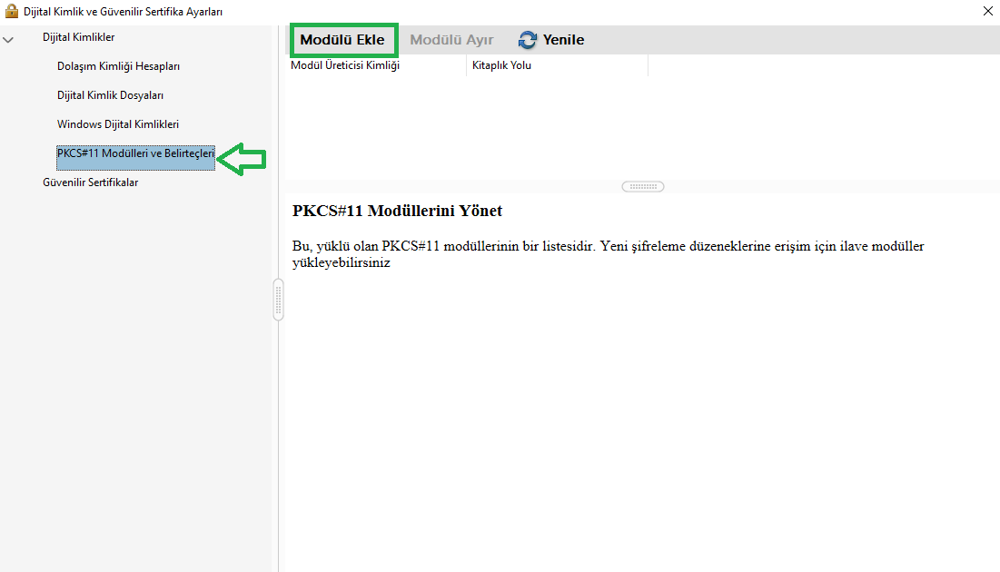 Dijital Kimlik ve Güvenilir Sertifika Ayarları
Dijital Kimlikler
Dolaşım Kimliği Hesapları
Dijital Kimlik Dosyaları
Windows Dijital Kimlikleri
PKCS#11 Modülleri ve Belirteçleri
Güvenilir Sertifikalar
Modülü Ekle Modülü Ayır Yenile
Modül Üreticisi Kimliği Kitaplık Yolu
PKCS#11 Modüllerini Yönet
Bu, yüklü olan PKCS#11 modüllerinin bir listesidir. Yeni şifreleme düzeneklerine erişim için ilave modüller
yükleyebilirsiniz